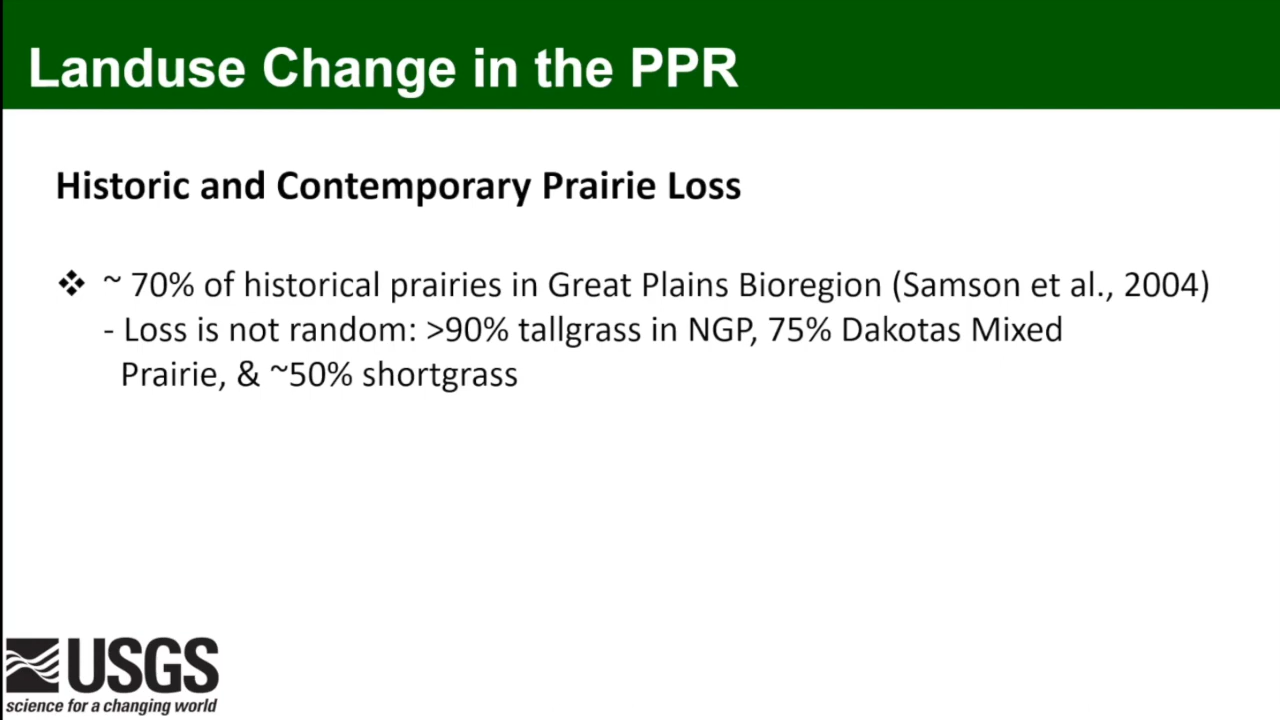 Landuse Change in the PPR
Historic and Contemporary Prairie Loss
❖ ~ 70% of historical prairies in Great Plains Bioregion (Samson et al., 2004)
- Loss is not random: >90% tallgrass in NGP, 75% Dakotas Mixed
Prairie, & ~50% shortgrass
USGS
science for a changing world